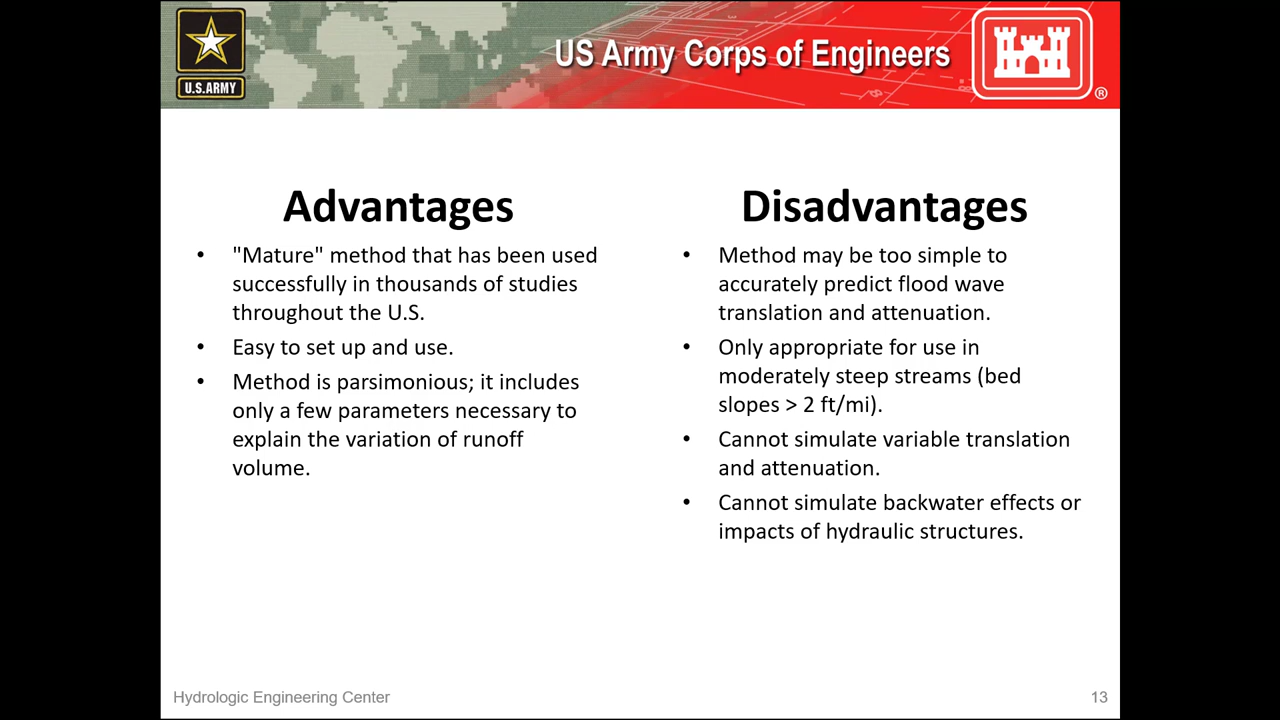 U.S.ARMY
US Army Corps of Engineers
®
Advantages
• "Mature" method that has been used
successfully in thousands of studies
throughout the U.S.
• Easy to set up and use.
• Method is parsimonious; it includes
only a few parameters necessary to
explain the variation of runoff
volume.
Disadvantages
• Method may be too simple to
accurately predict flood wave
translation and attenuation.
• Only appropriate for use in
moderately steep streams (bed
slopes > 2 ft/mi).
• Cannot simulate variable translation
and attenuation.
• Cannot simulate backwater effects or
impacts of hydraulic structures.
Hydrologic Engineering Center
13